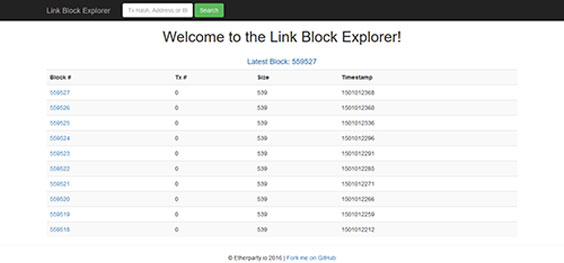 Link Block Explorer Tx Hash, Address or Bl Search
Welcome to the Link Block Explorer!
Latest Block: 559527
Block # Tx # Size Timestamp
559527 0 539 1501012368
559526 0 539 1501012360
559525 0 539 1501012336
559524 0 539 1501012296
559523 0 539 1501012291
559522 0 539 1501012285
559521 0 539 1501012271
559520 0 539 1501012266
559519 0 539 1501012259
559518 0 539 1501012212
© Etherparty.io 2016 | Fork me on GitHub